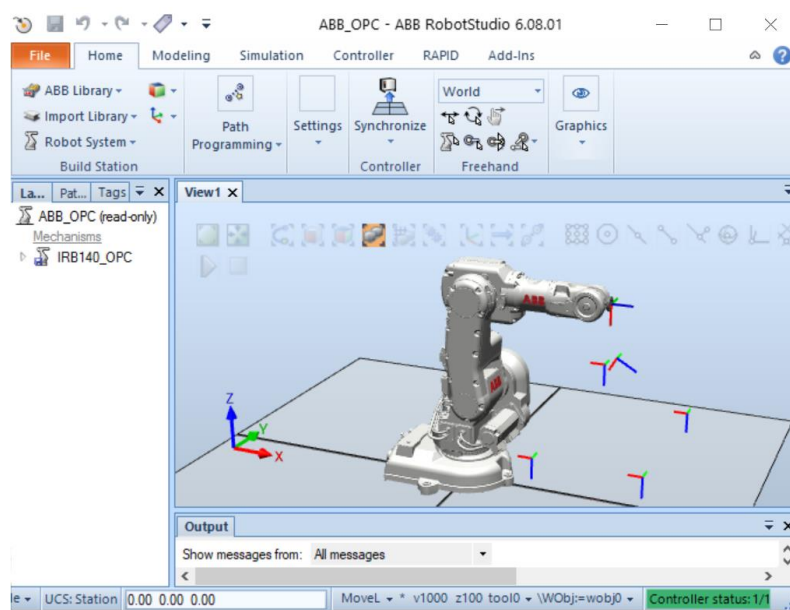 ABB_OPC - ABB RobotStudio 6.08.01
File Home Modeling Simulation Controller RAPID Add-Ins
ABB Library
Import Library
Robot System
Build Station
Path
Programming
Settings
Synchronize
Controller
World
Freehand
Graphics
La... Pat... Tags
View1
ABB_OPC (read-only)
Mechanisms
IRB140_OPC
ABB
ABB
Z
Y
X
Output
Show messages from: All messages
UCS: Station 0.00 0.00 0.00 MoveL * v1000 z100 tool0 \WObj:=wobj0 Controller status: 1/1